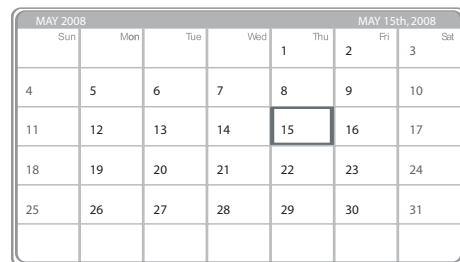 MAY 2008 MAY 15th, 2008
Sun Mon Tue Wed Thu Fri Sat
1 2 3
4 5 6 7 8 9 10
11 12 13 14 15 16 17
18 19 20 21 22 23 24
25 26 27 28 29 30 31